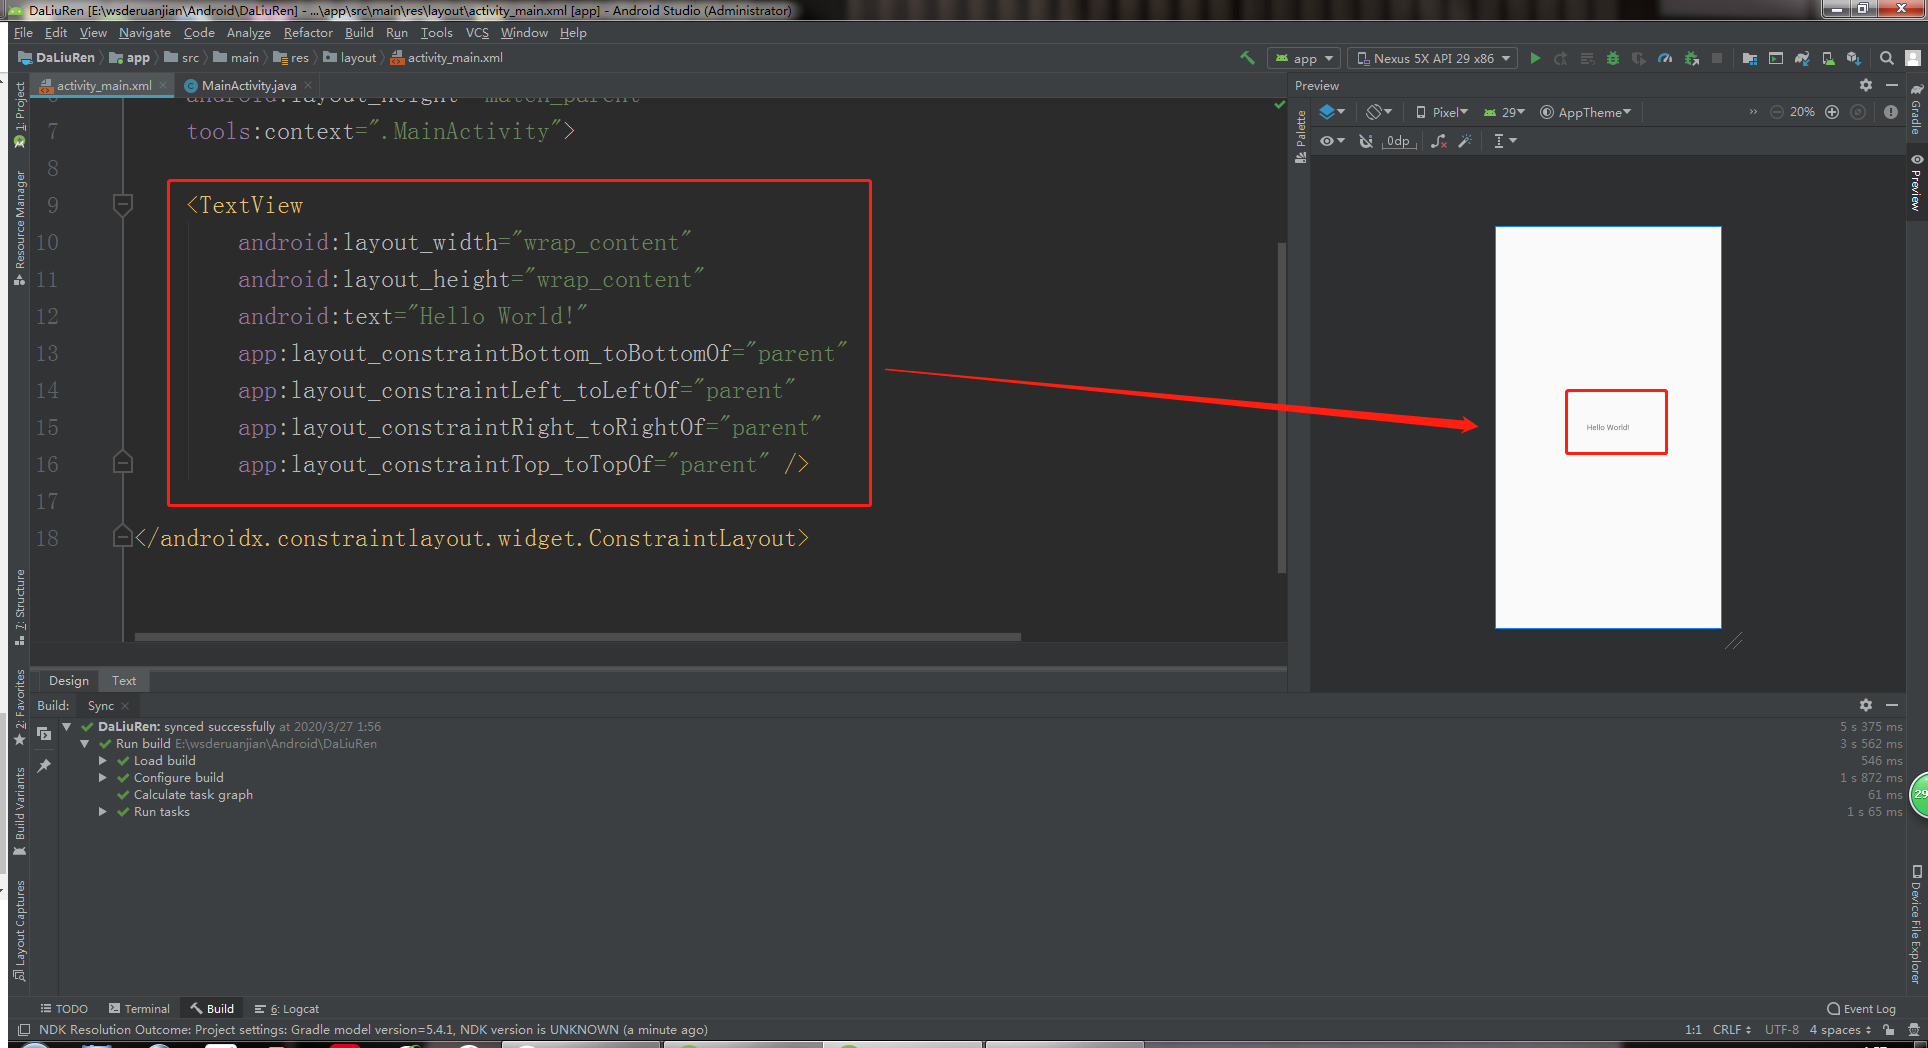 DaLiuRen [E:\wsderuanjian\Android\DaLiuRen] - ...\app\src\main\res\layout\activity_main.xml [app] - Android Studio (Administrator)
File Edit View Navigate Code Analyze Refactor Build Run Tools VCS Window Help
DaLiuRen app src main res layout activity_main.xml
app Nexus 5X API 29 x86
activity_main.xml MainActivity.java
Preview
Pixel 29 AppTheme 20%
0dp
1: Project
Resource Manager
7: Structure
2: Favorites
Build Variants
Layout Captures
Palette
Gradle
Preview
Device File Explorer
7 tools:context=".MainActivity">
8
9 <TextView
10 android:layout_width="wrap_content"
11 android:layout_height="wrap_content"
12 android:text="Hello World!"
13 app:layout_constraintBottom_toBottomOf="parent"
14 app:layout_constraintLeft_toLeftOf="parent"
15 app:layout_constraintRight_toRightOf="parent"
16 app:layout_constraintTop_toTopOf="parent" />
17
18 </androidx.constraintlayout.widget.ConstraintLayout>
Hello World!
Design Text
Build: Sync
DaLiuRen: synced successfully at 2020/3/27 1:56 5 s 375 ms
Run build E:\wsderuanjian\Android\DaLiuRen 3 s 562 ms
Load build 546 ms
Configure build 1 s 872 ms
Calculate task graph 61 ms
Run tasks 1 s 65 ms
29
TODO Terminal Build 6: Logcat Event Log
NDK Resolution Outcome: Project settings: Gradle model version=5.4.1, NDK version is UNKNOWN (a minute ago) 1:1 CRLF UTF-8 4 spaces